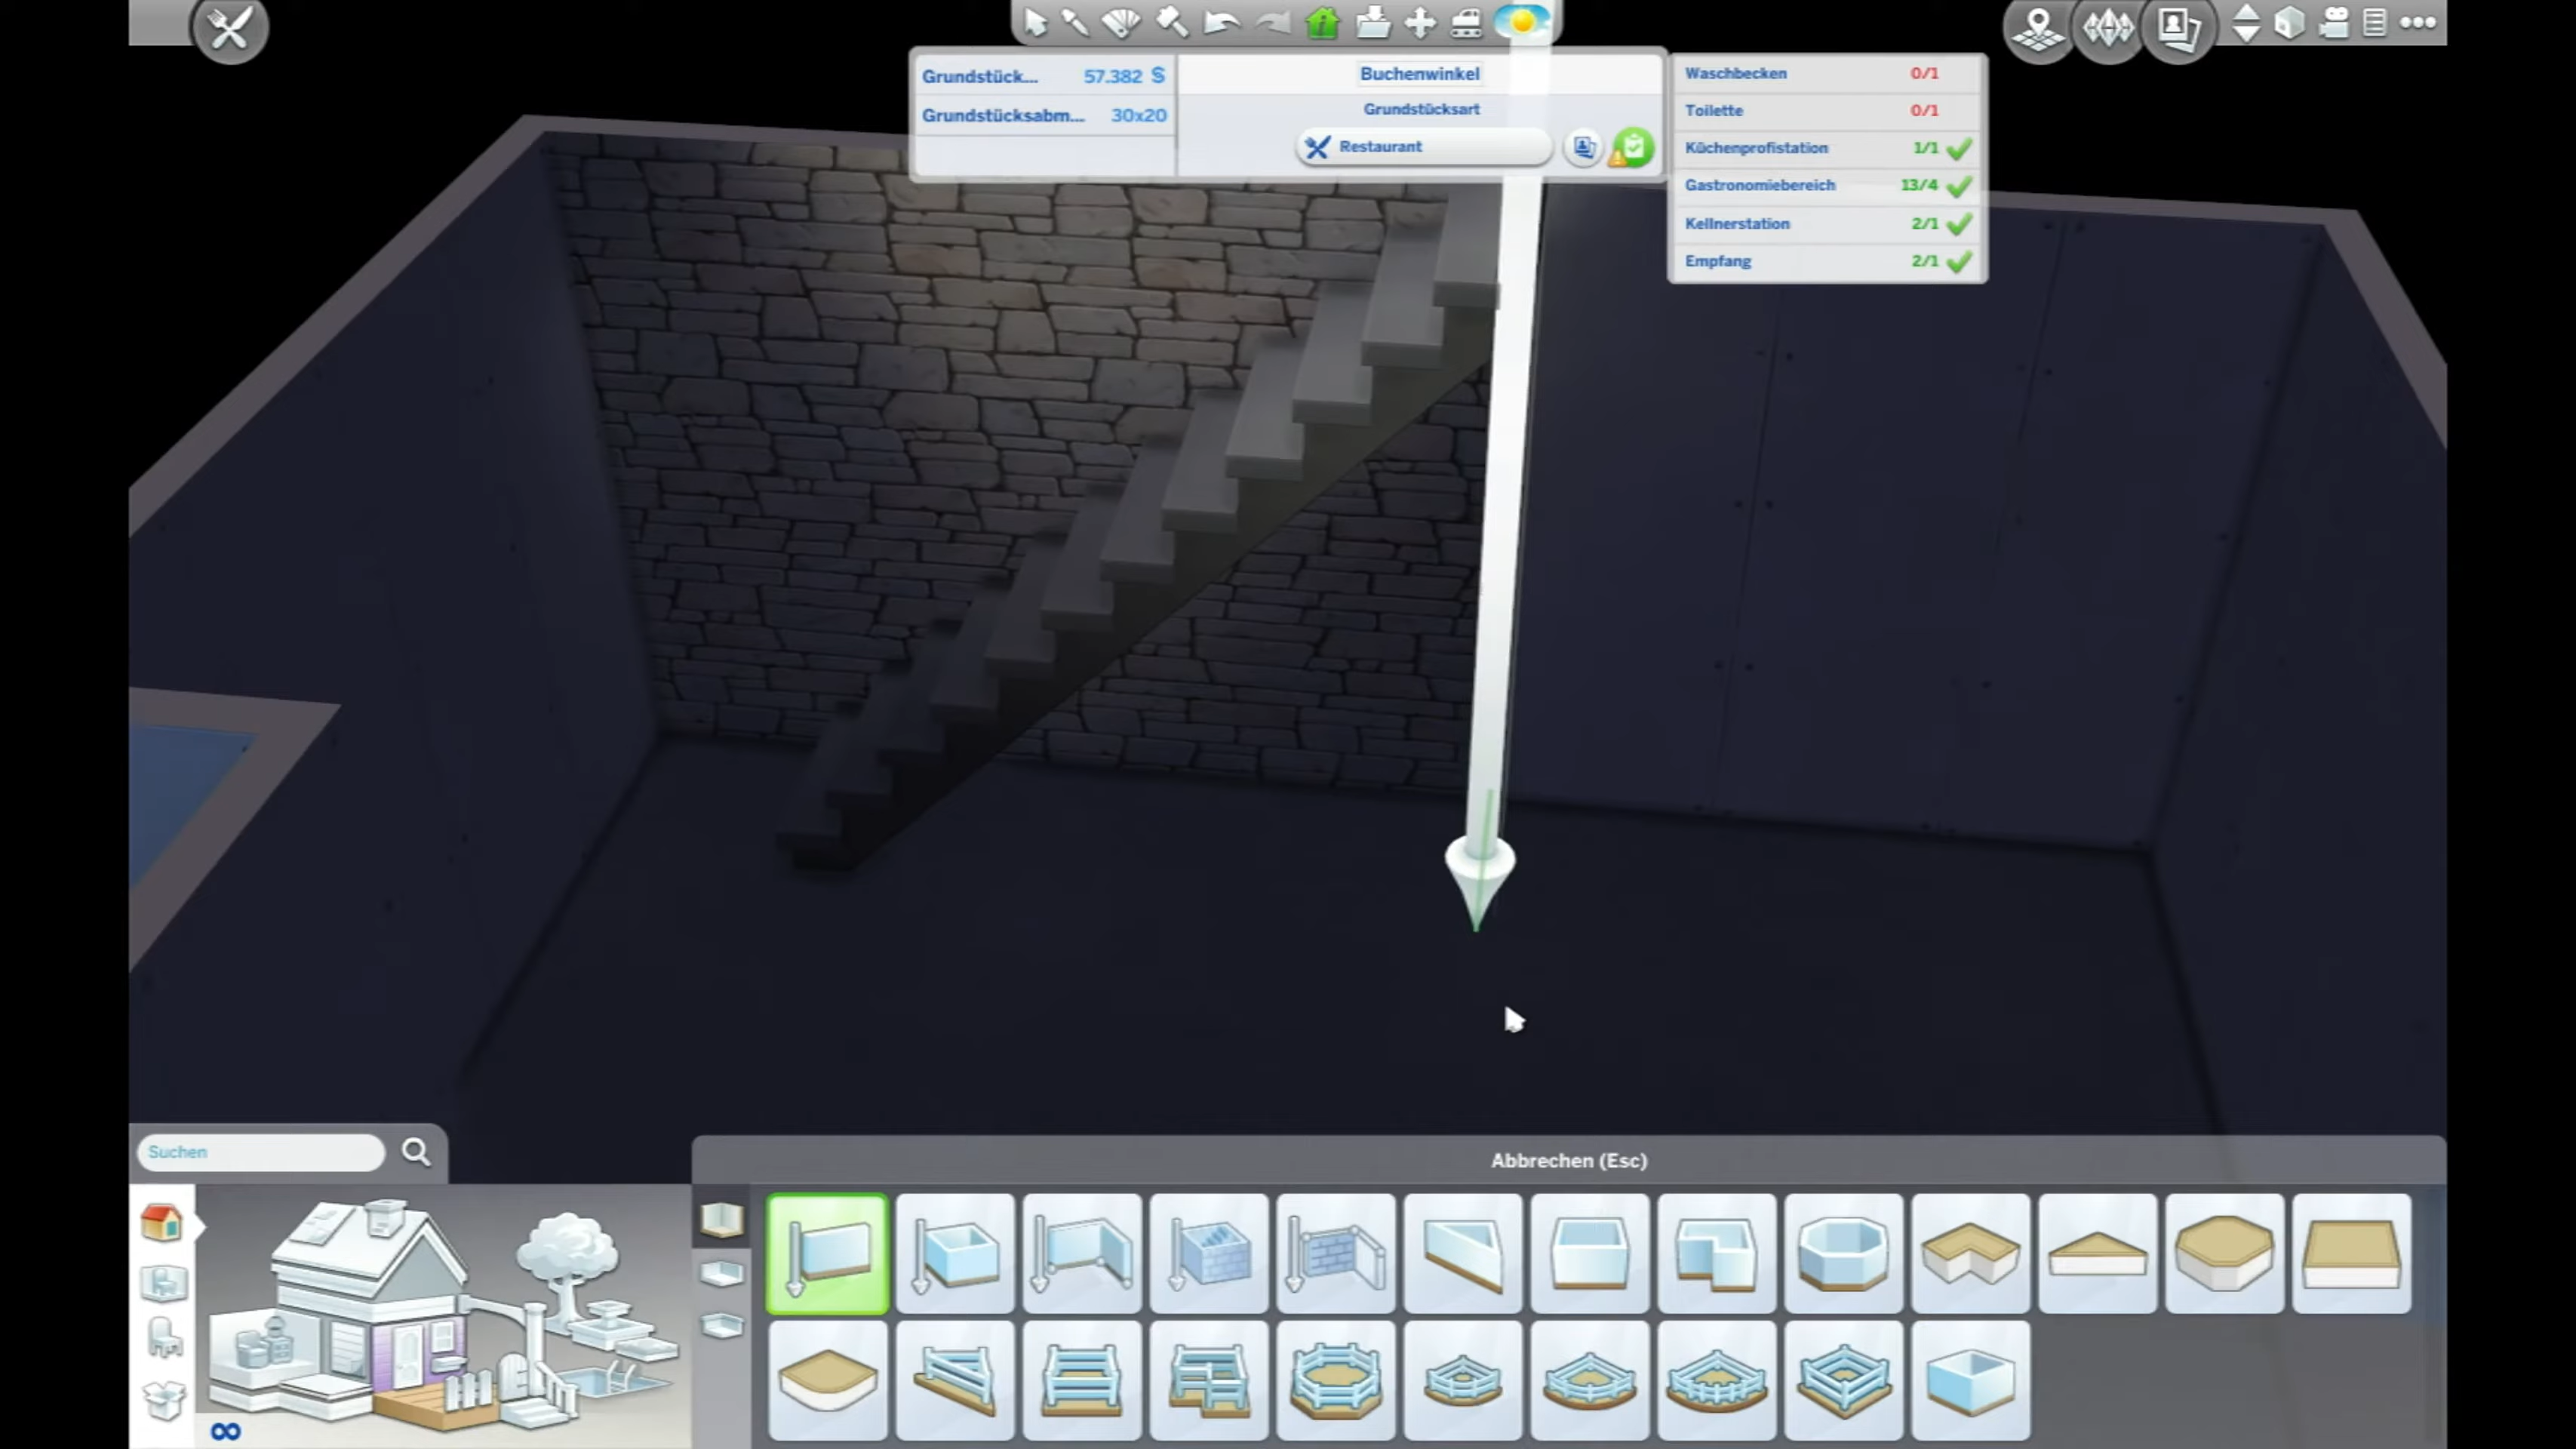 Grundstück... 57.382 $
Grundstücksabm... 30x20
Buchenwinkel
Grundstücksart
Restaurant
Waschbecken 0/1
Toilette 0/1
Küchenprofistation 1/1
Gastronomiebereich 13/4
Kellnerstation 2/1
Empfang 2/1
Suchen
Abbrechen (Esc)